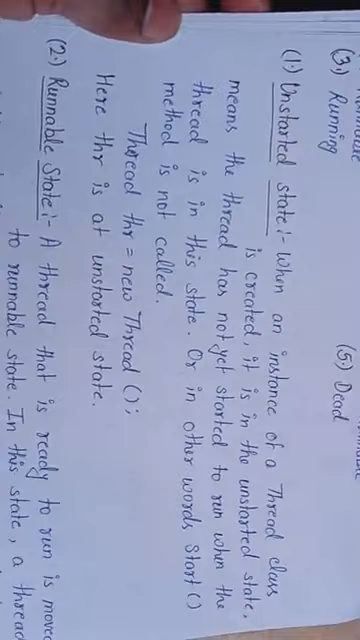 (3.) Running (5.) Dead
(1.) Unstarted state:- When an instance of a Thread class
is created, it is in the unstarted state,
means the thread has not yet started to run when the
thread is in this state. Or in other words Start()
method is not called.
Thread thr = new Thread ();
Here thr is at unstarted state.
(2.) Runnable State:- A thread that is ready to run is moved
to runnable state. In this state, a thread